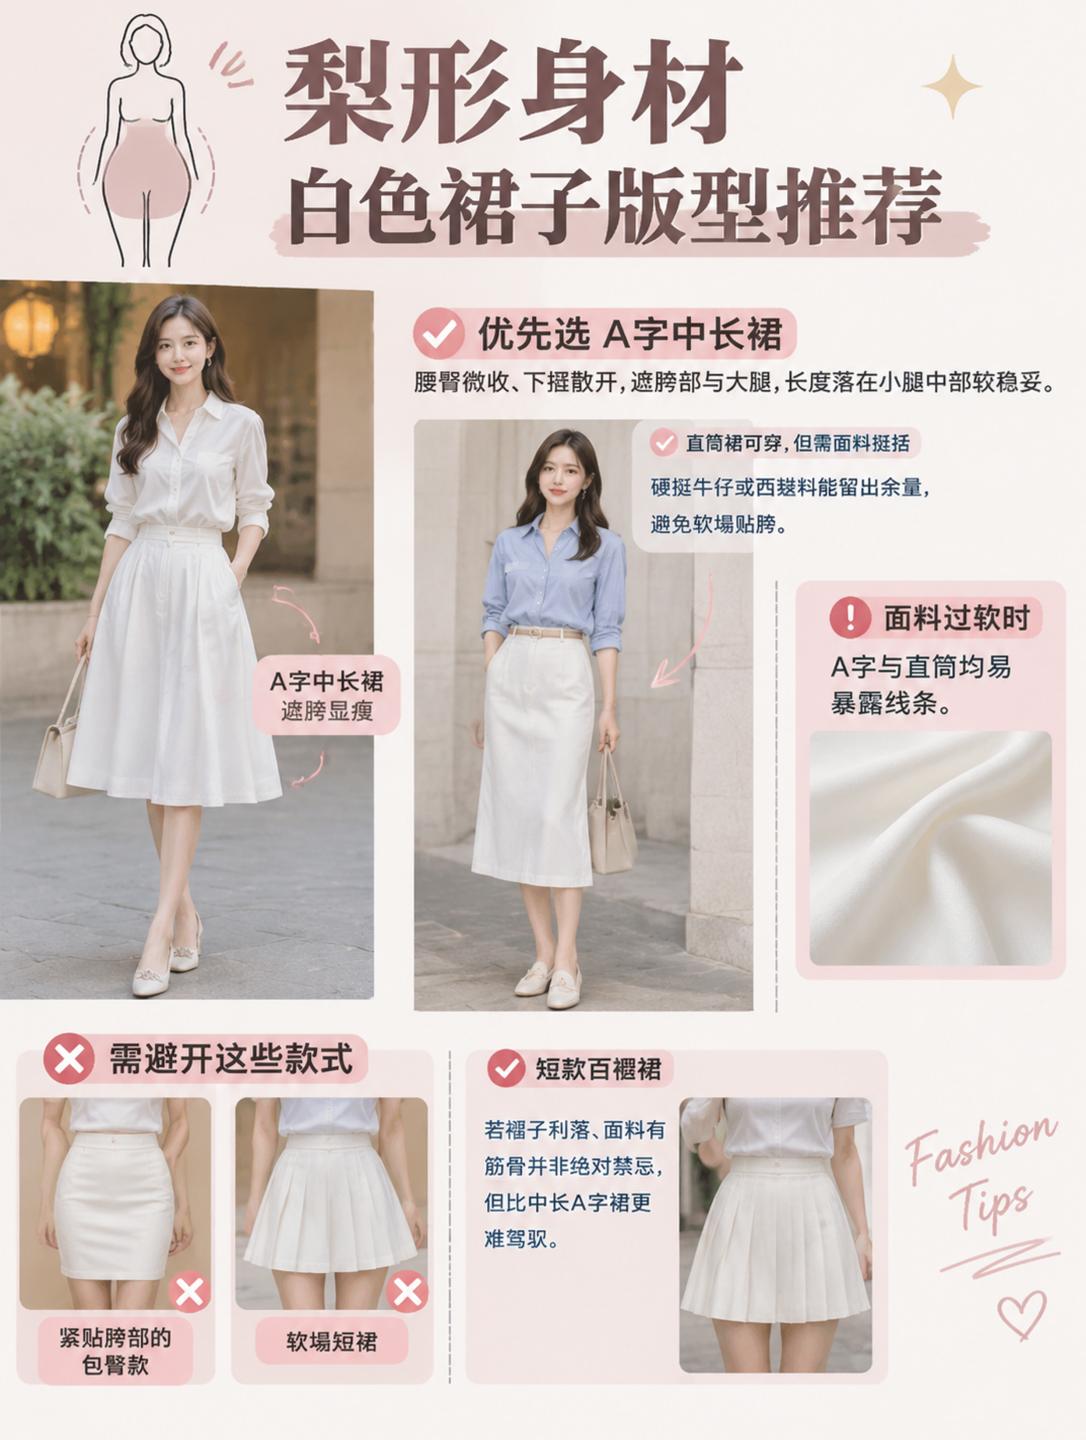 梨形身材
白色裙子版型推荐
优先选 A字中长裙
腰臀微收、下摆散开,遮胯部与大腿,长度落在小腿中部较稳妥。
直筒裙可穿,但需面料挺括
硬挺牛仔或西料能留出余量,
避免软塌贴胯。
A字中长裙
遮胯显瘦
面料过软时
A字与直筒均易
暴露线条。
需避开这些款式
紧贴胯部的
包臀款
软塌短裙
短款百褶裙
若褶子利落、面料有
筋骨并非绝对禁忌,
但比中长A字裙更
难驾驭。
Fashion
Tips